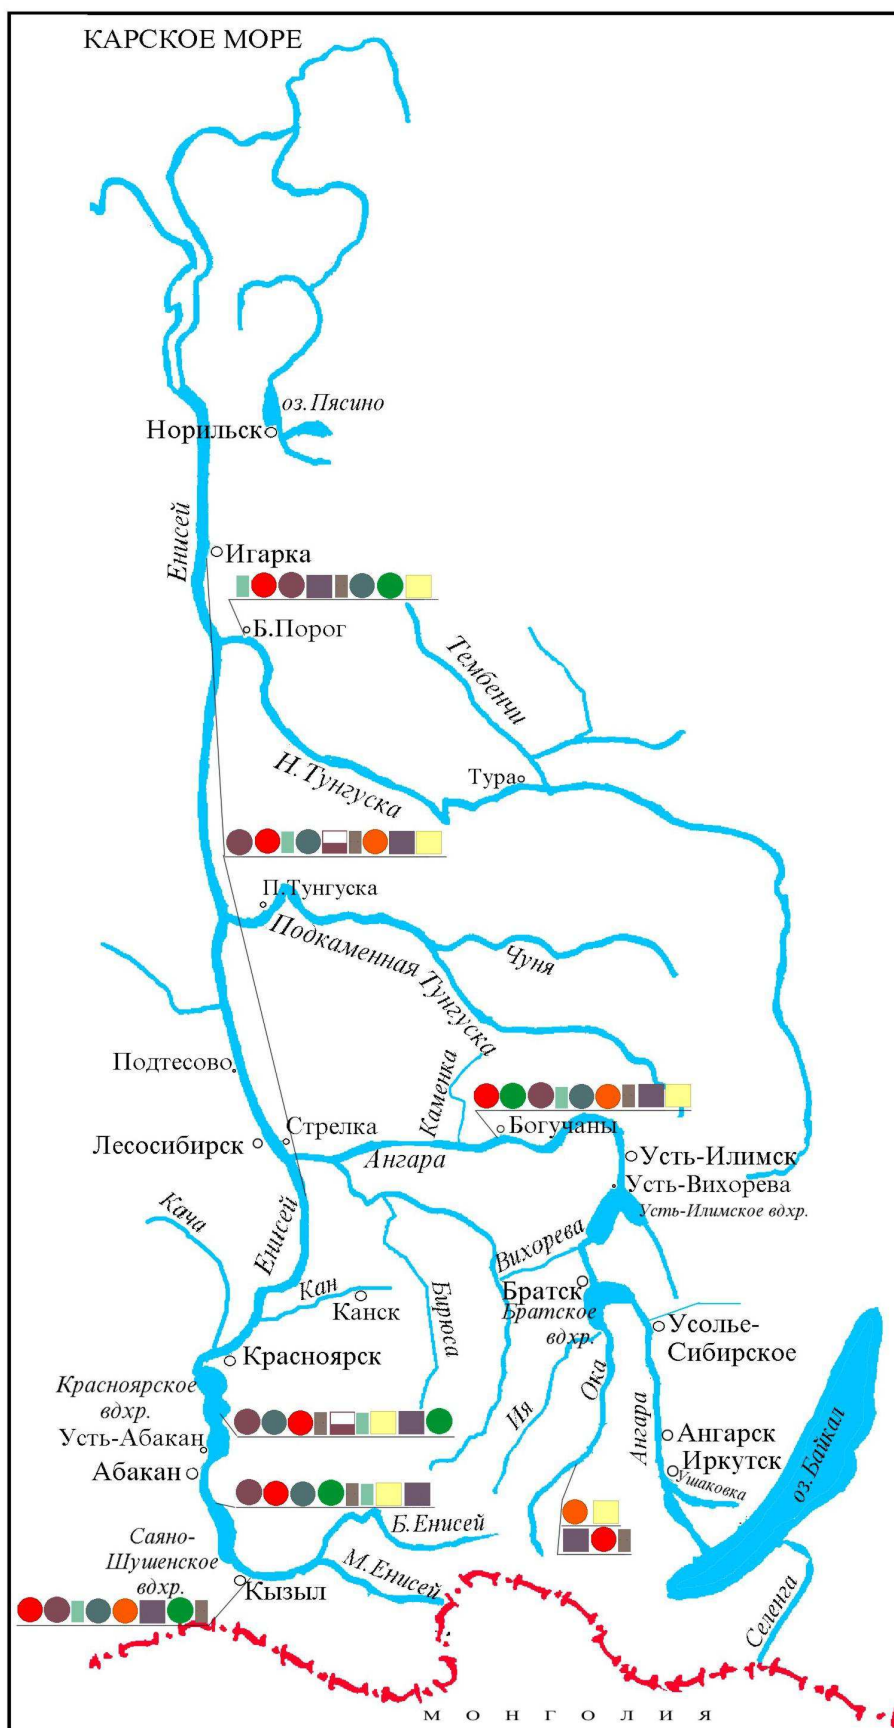 КАРСКОЕ МОРЕ
оз.Пясино
Норильск
Енисей
Игарка
Б.Порог
Тембенчи
Н.Тунгуска
Тура
П.Тунгуска
Подкаменная Тунгуска
Чуня
Подтесово
Каменка
Богучаны
Стрелка
Лесосибирск
Ангара
Усть-Илимск
Усть-Вихорева
Усть-Илимское вдхр.
Кача
Енисей
Вихорева
Кан
Канск
Бирюса
Братск
Братское
вдхр.
Усолье-
Сибирское
Красноярск
Красноярское
вдхр.
Ока
Ия
Ангара
Усть-Абакан
Ангарск
Абакан
Иркутск
Ушаковка
оз.Байкал
Б.Енисей
Саяно-
Шушенское
вдхр.
М.Енисей
Кызыл
Селенга
МОНГОЛИЯ